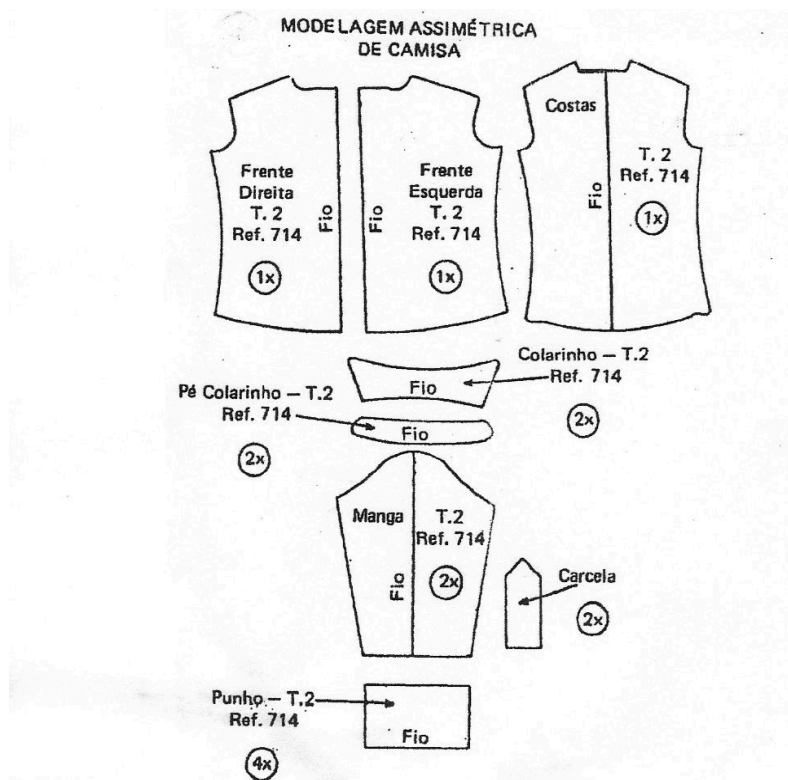 MODELAGEM ASSIMÉTRICA
DE CAMISA
Frente
Direita
T. 2
Ref. 714
Fio
1x
Frente
Esquerda
T. 2
Ref. 714
Fio
1x
Costas
T. 2
Ref. 714
Fio
1x
Colarinho – T.2
Ref. 714
Fio
2x
Pé Colarinho – T.2
Ref. 714
Fio
2x
Manga
T.2
Ref. 714
Fio
2x
Carcela
2x
Punho – T.2
Ref. 714
Fio
4x